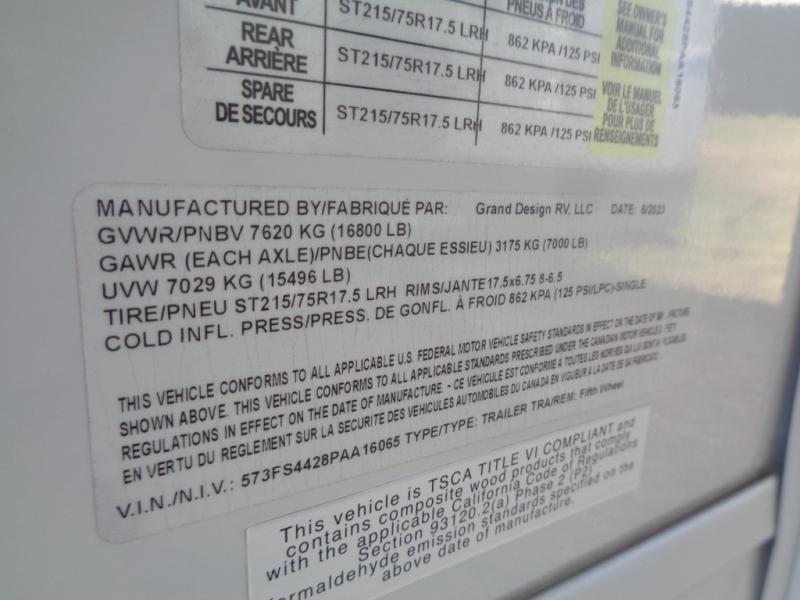 AVANT ST215/75R17.5 LRH PNEUS À FROID
REAR
ARRIÈRE ST215/75R17.5 LRH 862 KPA /125 PSI
SPARE
DE SECOURS ST215/75R17.5 LRH 862 KPA /125 PSI
862 KPA /125 PSI
SEE OWNER'S
MANUAL FOR
ADDITIONAL
INFORMATION
VOIR LE MANUEL
DE L'USAGER
POUR PLUS DE
RENSEIGNEMENTS
MANUFACTURED BY/FABRIQUÉ PAR: Grand Design RV, LLC DATE: 6/2023
GVWR/PNBV 7620 KG (16800 LB)
GAWR (EACH AXLE)/PNBE(CHAQUE ESSIEU) 3175 KG (7000 LB)
UVW 7029 KG (15496 LB)
TIRE/PNEU ST215/75R17.5 LRH RIMS/JANTE17.5x6.75 8-6.5
COLD INFL. PRESS/PRESS. DE GONFL. À FROID 862 KPA (125 PSI/LPC)-SINGLE
THIS VEHICLE CONFORMS TO ALL APPLICABLE U.S. FEDERAL MOTOR VEHICLE SAFETY STANDARDS IN EFFECT ON THE DATE OF
SHOWN ABOVE. THIS VEHICLE CONFORMS TO ALL APPLICABLE STANDARDS PRESCRIBED UNDER THE CANADIAN MOTOR VEHICLE
REGULATIONS IN EFFECT ON THE DATE OF MANUFACTURE. - CE VEHICULE EST CONFORME À TOUTES LES NORMES QUI LUI SONT
EN VERTU DU REGLEMENT SUR LA SECURITE DES VEHICULES AUTOMOBILES DU CANADA EN VIGUEUR A LA DATE DE SA
V.I.N./N.I.V.: 573FS4428PAA16065 TYPE/TYPE: TRAILER TRA/REM: Fifth Wheel
This vehicle is TSCA TITLE VI COMPLIANT and
contains composite wood products that comply
with the applicable California Code of Regulations
Section 93120.2(a) Phase 2 (P2)
ormaldehyde emission standards specified on the
above date of manufacture.